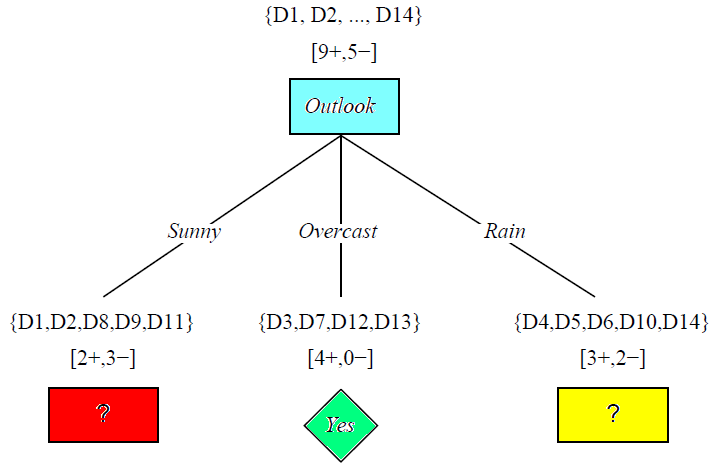 {D1, D2, ..., D14}
[9+,5−]
Outlook
Sunny
Overcast
Rain
{D1,D2,D8,D9,D11}
{D3,D7,D12,D13}
{D4,D5,D6,D10,D14}
[2+,3−]
[4+,0−]
[3+,2−]
?
Yes
?